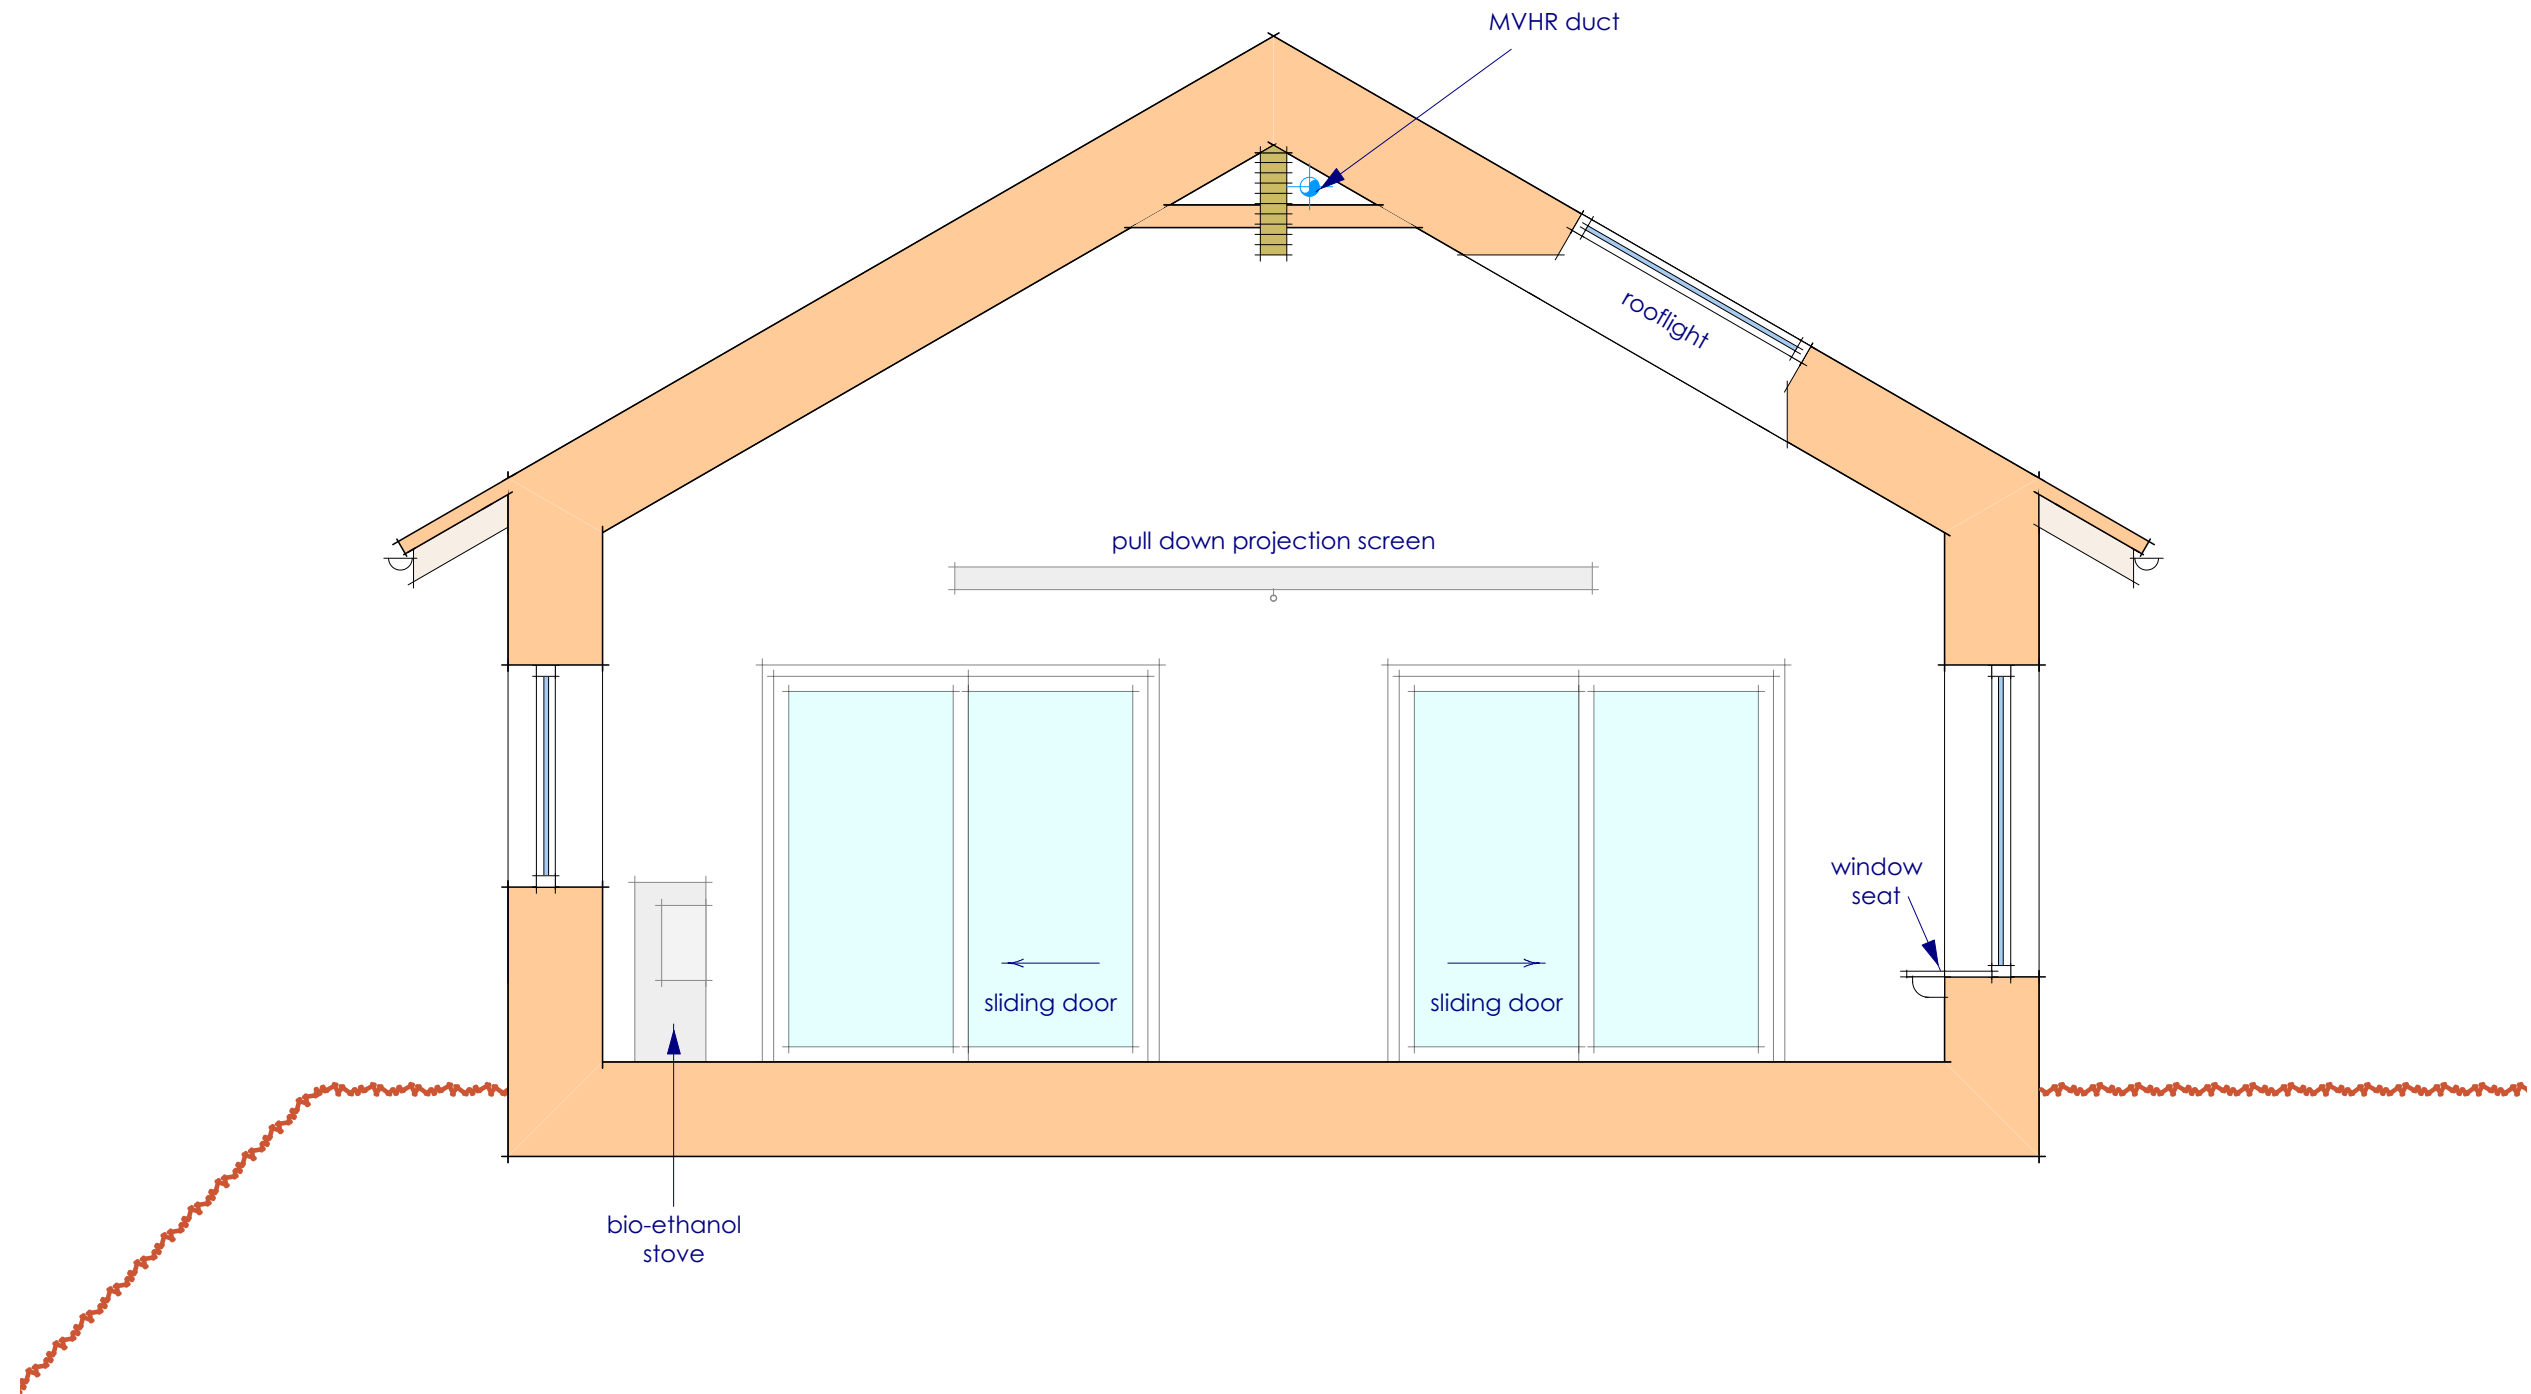 MVHR duct
rooflight
pull down projection screen
window
seat
sliding door
sliding door
bio-ethanol
stove